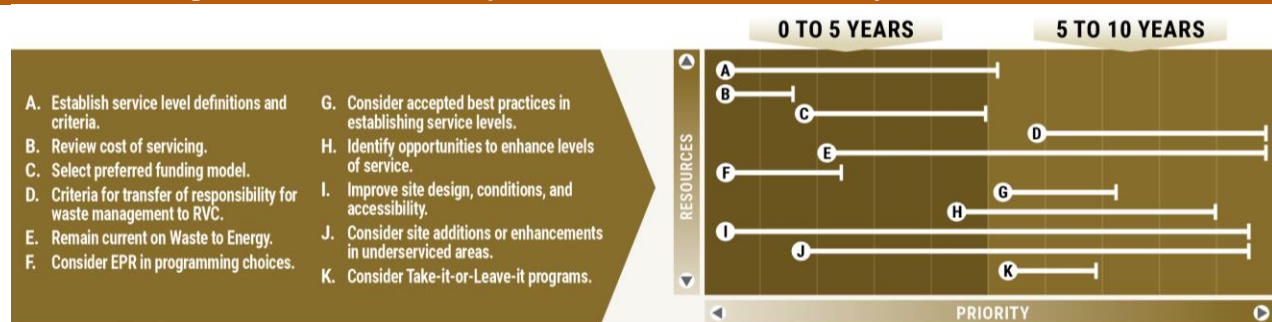 A. Establish service level definitions and
criteria.
B. Review cost of servicing.
C. Select preferred funding model.
D. Criteria for transfer of responsibility for
waste management to RVC.
E. Remain current on Waste to Energy.
F. Consider EPR in programming choices.
G. Consider accepted best practices in
establishing service levels.
H. Identify opportunities to enhance levels
of service.
I. Improve site design, conditions, and
accessibility.
J. Consider site additions or enhancements
in underserviced areas.
K. Consider Take-it-or-Leave-it programs.
RESOURCES
0 TO 5 YEARS
5 TO 10 YEARS
A
B
C
D
E
F
G
H
I
J
K
PRIORITY